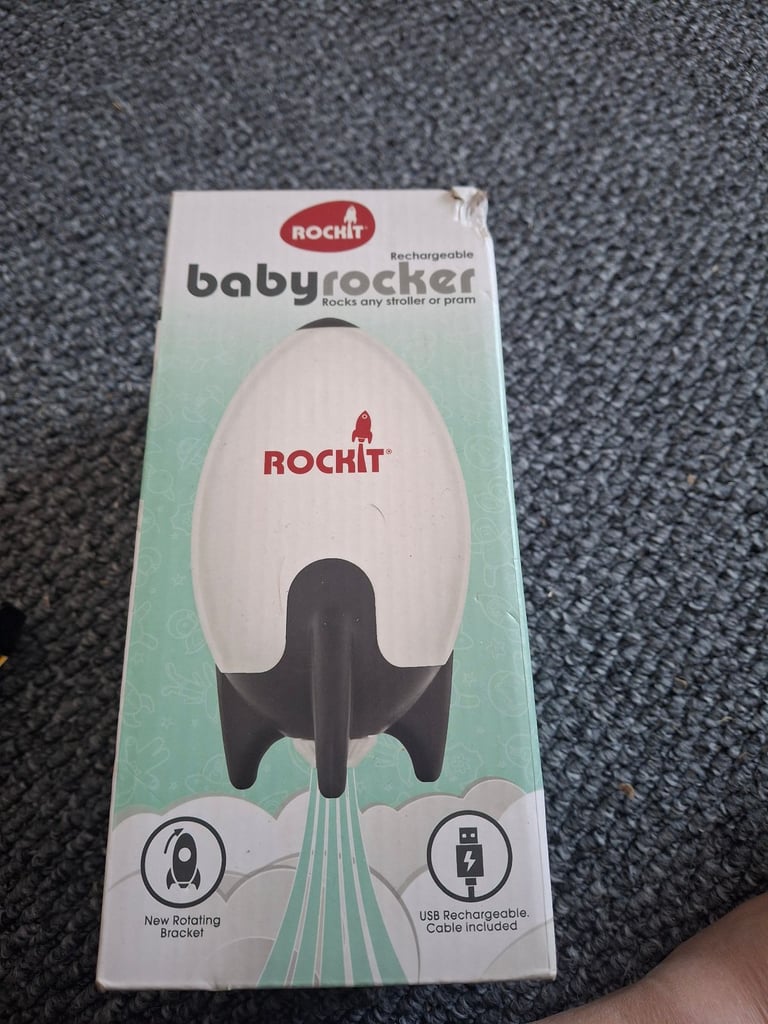 ROCKIT
Rechargeable
babyrocker
Rocks any stroller or pram
ROCKIT®
New Rotating
Bracket
USB Rechargeable.
Cable included